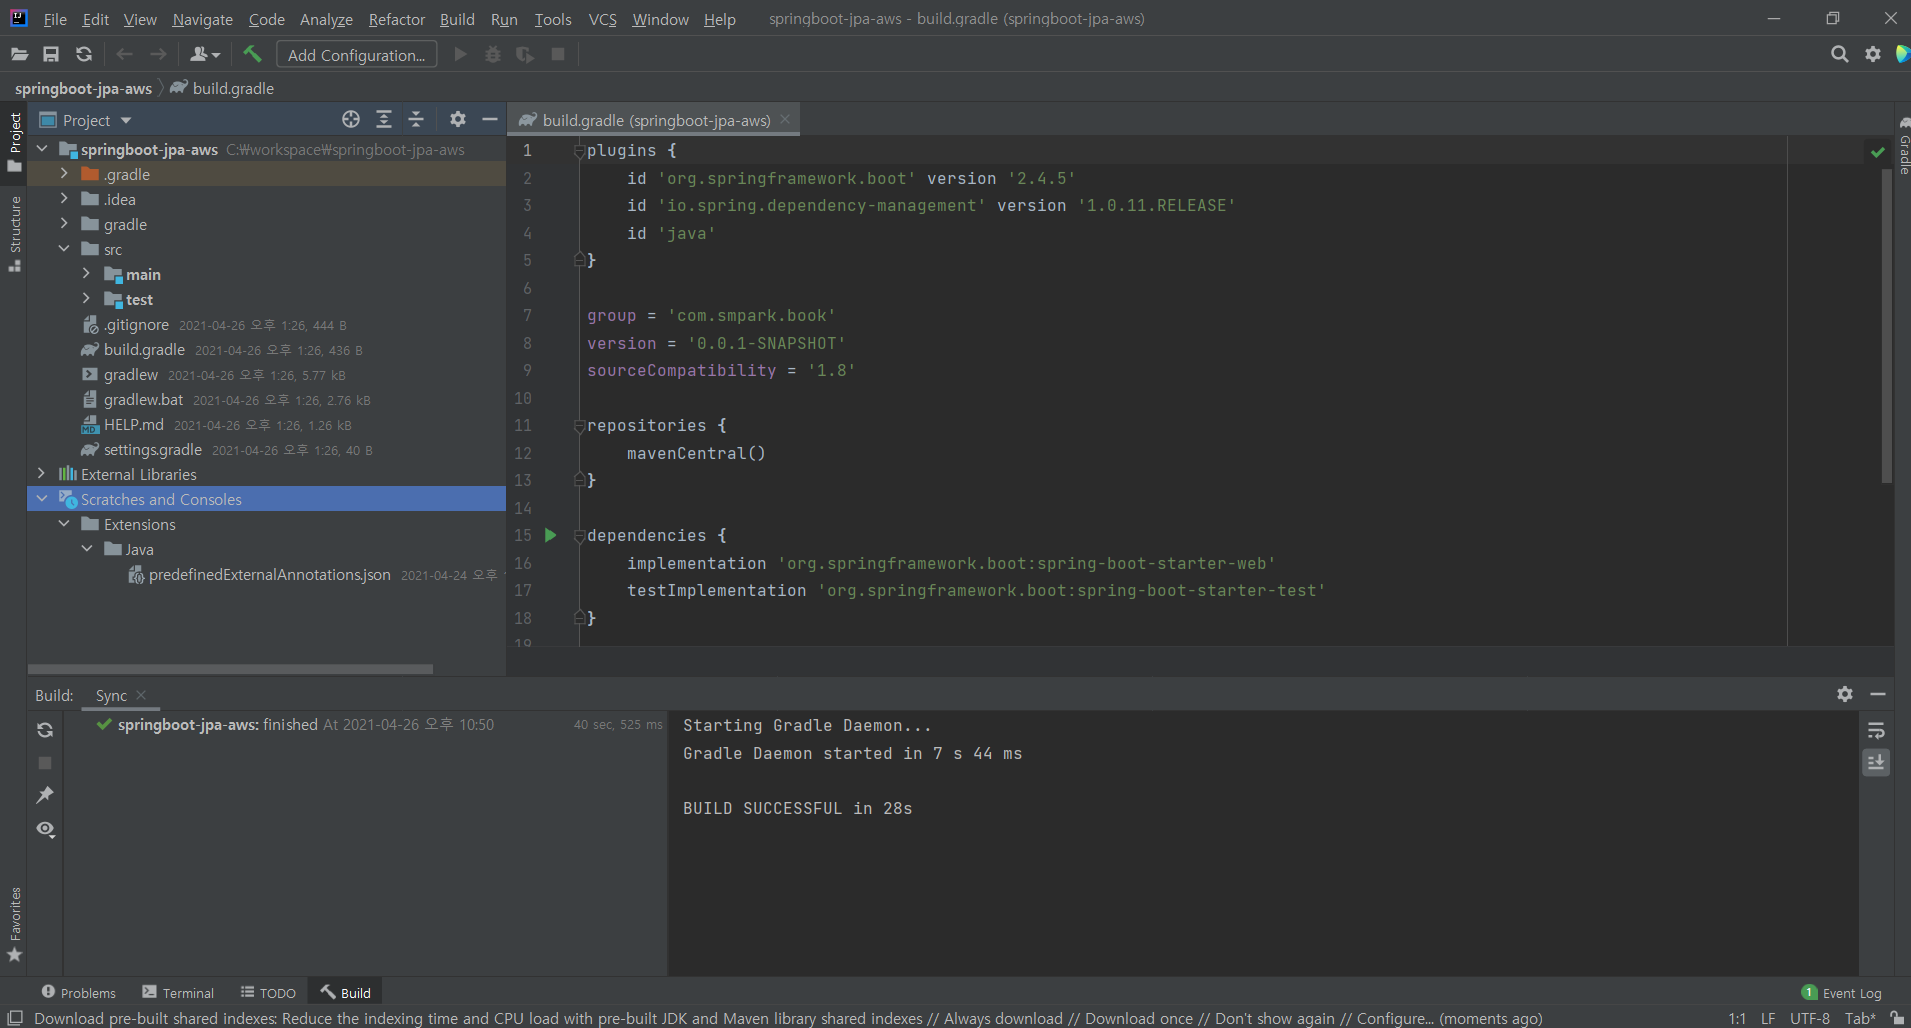 File Edit View Navigate Code Analyze Refactor Build Run Tools VCS Window Help springboot-jpa-aws - build.gradle (springboot-jpa-aws)
Add Configuration...
springboot-jpa-aws build.gradle
Project
Structure
Favorites
Project
springboot-jpa-aws C:₩workspace₩springboot-jpa-aws
.gradle
.idea
gradle
src
main
test
.gitignore 2021-04-26 오후 1:26, 444 B
build.gradle 2021-04-26 오후 1:26, 436 B
gradlew 2021-04-26 오후 1:26, 5.77 kB
gradlew.bat 2021-04-26 오후 1:26, 2.76 kB
HELP.md 2021-04-26 오후 1:26, 1.26 kB
settings.gradle 2021-04-26 오후 1:26, 40 B
External Libraries
Scratches and Consoles
Extensions
Java
predefinedExternalAnnotations.json 2021-04-24 오후
build.gradle (springboot-jpa-aws)
1 plugins {
2 id 'org.springframework.boot' version '2.4.5'
3 id 'io.spring.dependency-management' version '1.0.11.RELEASE'
4 id 'java'
5 }
6
7 group = 'com.smpark.book'
8 version = '0.0.1-SNAPSHOT'
9 sourceCompatibility = '1.8'
10
11 repositories {
12 mavenCentral()
13 }
14
15 dependencies {
16 implementation 'org.springframework.boot:spring-boot-starter-web'
17 testImplementation 'org.springframework.boot:spring-boot-starter-test'
18 }
19
Gradle
Build: Sync
springboot-jpa-aws: finished At 2021-04-26 오후 10:50 40 sec, 525 ms
Starting Gradle Daemon...
Gradle Daemon started in 7 s 44 ms
BUILD SUCCESSFUL in 28s
Problems Terminal TODO Build 1 Event Log
Download pre-built shared indexes: Reduce the indexing time and CPU load with pre-built JDK and Maven library shared indexes // Always download // Download once // Don't show again // Configure... (moments ago) 1:1 LF UTF-8 Tab*